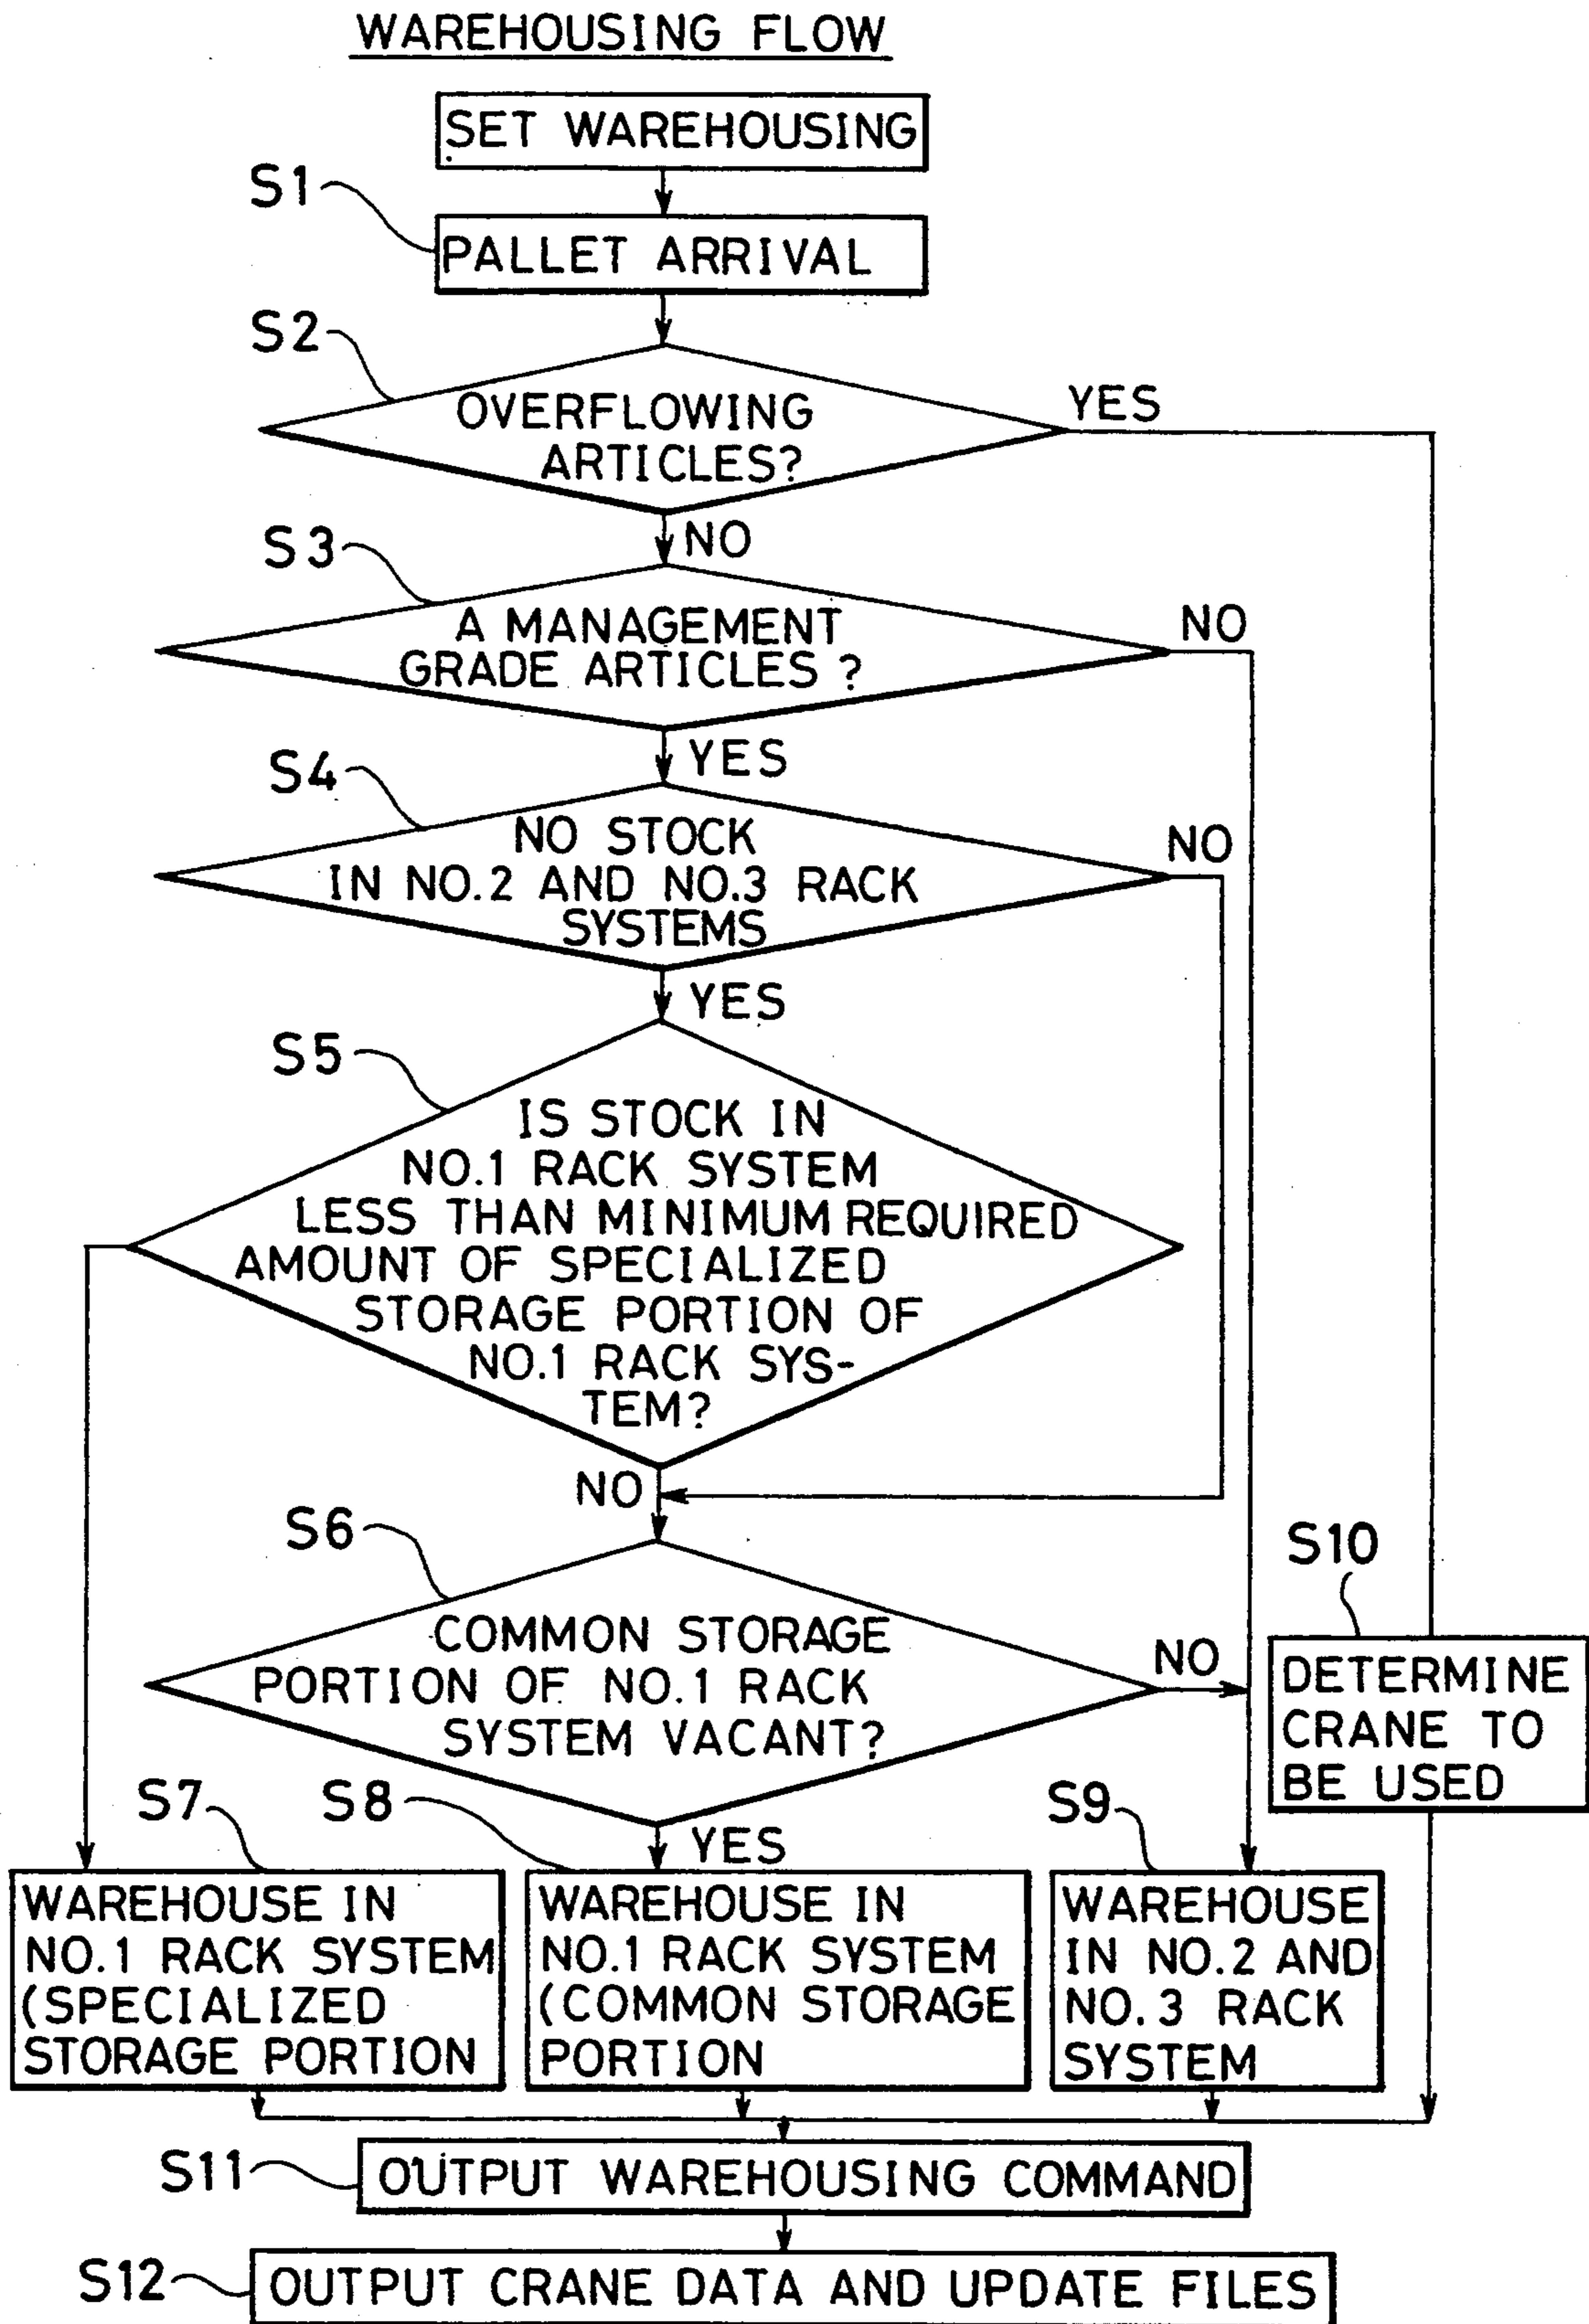 WAREHOUSING FLOW
SET WAREHOUSING
S1
PALLET ARRIVAL
S2
OVERFLOWING
ARTICLES?
YES
NO
S3
A MANAGEMENT
GRADE ARTICLES ?
NO
YES
S4
NO STOCK
IN NO.2 AND NO.3 RACK
SYSTEMS
NO
YES
S5
IS STOCK IN
NO.1 RACK SYSTEM
LESS THAN MINIMUM REQUIRED
AMOUNT OF SPECIALIZED
STORAGE PORTION OF
NO.1 RACK SYS-
TEM?
NO
S6
COMMON STORAGE
PORTION OF NO.1 RACK
SYSTEM VACANT?
NO
YES
S10
DETERMINE
CRANE TO
BE USED
S7
WAREHOUSE IN
NO.1 RACK SYSTEM
(SPECIALIZED
STORAGE PORTION
S8
WAREHOUSE IN
NO.1 RACK SYSTEM
(COMMON STORAGE
PORTION
S9
WAREHOUSE
IN NO.2 AND
NO.3 RACK
SYSTEM
S11
OUTPUT WAREHOUSING COMMAND
S12
OUTPUT CRANE DATA AND UPDATE FILES